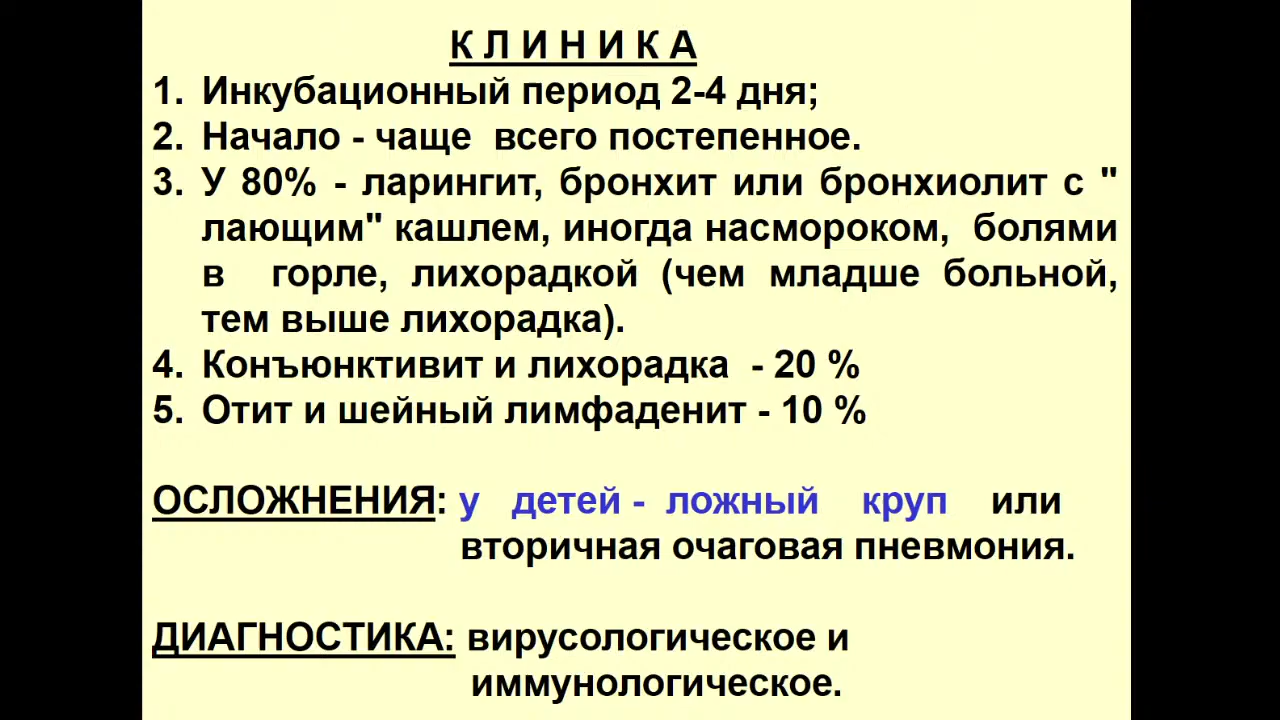 К Л И Н И К А
1. Инкубационный период 2-4 дня;
2. Начало - чаще всего постепенное.
3. У 80% - ларингит, бронхит или бронхиолит с "
лающим" кашлем, иногда насмороком, болями
в горле, лихорадкой (чем младше больной,
тем выше лихорадка).
4. Конъюнктивит и лихорадка - 20 %
5. Отит и шейный лимфаденит - 10 %
ОСЛОЖНЕНИЯ: у детей - ложный круп или
вторичная очаговая пневмония.
ДИАГНОСТИКА: вирусологическое и
иммунологическое.